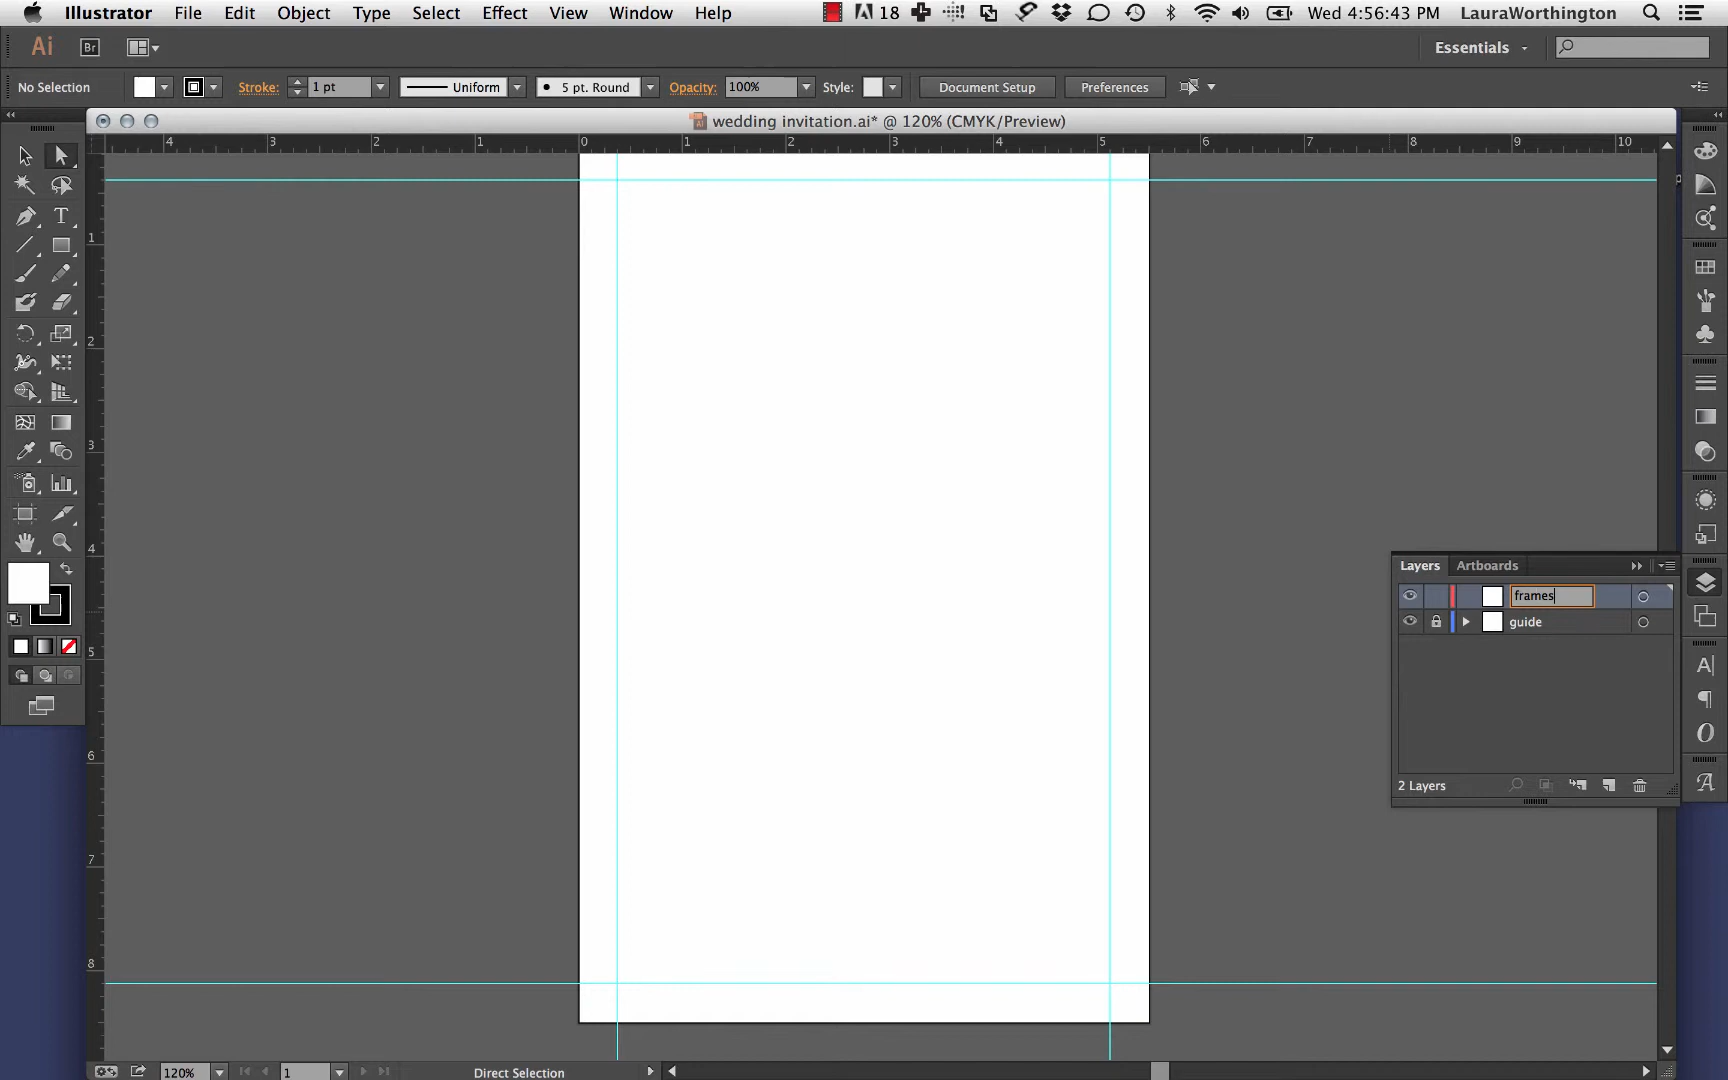 Illustrator File Edit Object Type Select Effect View Window Help 18 Wed 4:56:43 PM LauraWorthington
Ai Br Essentials
No Selection Stroke: 1 pt Uniform 5 pt. Round Opacity: 100% Style: Document Setup Preferences
wedding invitation.ai* @ 120% (CMYK/Preview)
4 3 2 1 0 1 2 3 4 5 6 7 8 9 10
1
2
3
4
5
6
7
8
Layers Artboards
frames
guide
2 Layers
120% 1 Direct Selection